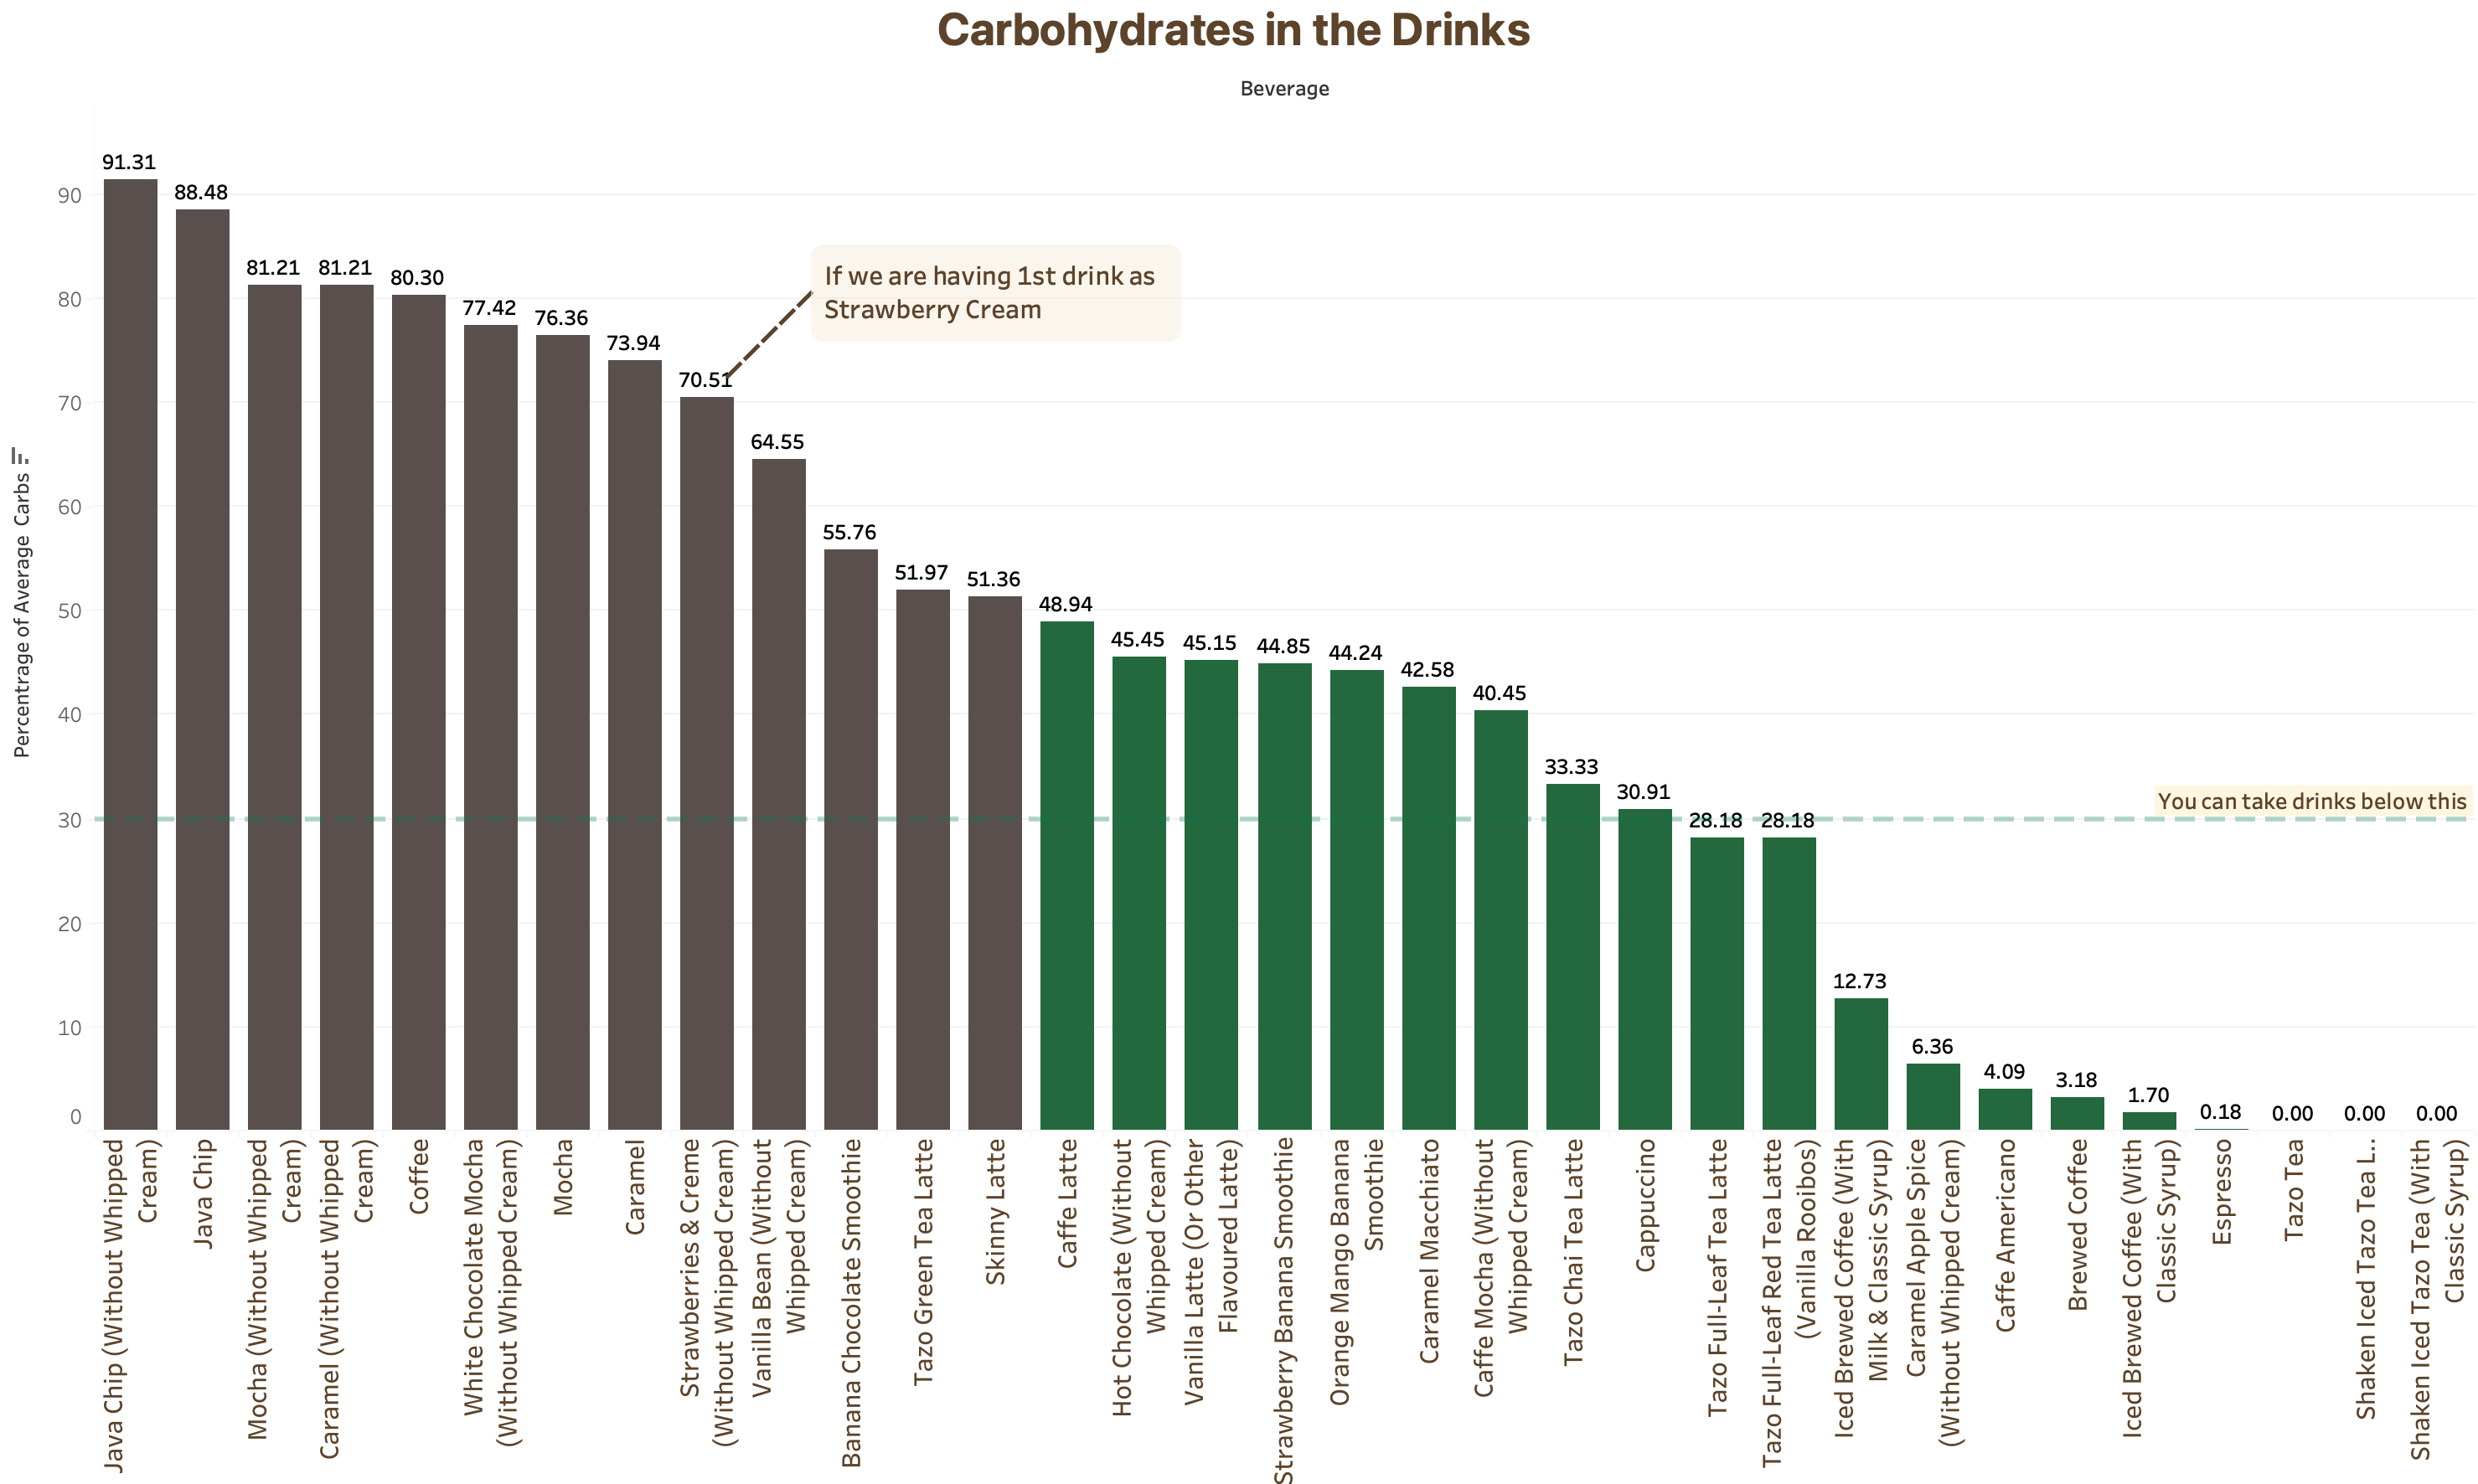 Carbohydrates in the Drinks
Beverage
Percentrage of Average Carbs
90
80
70
60
50
40
30
20
10
0
91.31
88.48
81.21
81.21
80.30
77.42
76.36
73.94
70.51
64.55
55.76
51.97
51.36
48.94
45.45
45.15
44.85
44.24
42.58
40.45
33.33
30.91
28.18
28.18
12.73
6.36
4.09
3.18
1.70
0.18
0.00
0.00
0.00
If we are having 1st drink as
Strawberry Cream
You can take drinks below this
Java Chip (Without Whipped
Cream)
Java Chip
Mocha (Without Whipped
Cream)
Caramel (Without Whipped
Cream)
Coffee
White Chocolate Mocha
(Without Whipped Cream)
Mocha
Caramel
Strawberries & Creme
(Without Whipped Cream)
Vanilla Bean (Without
Whipped Cream)
Banana Chocolate Smoothie
Tazo Green Tea Latte
Skinny Latte
Caffe Latte
Hot Chocolate (Without
Whipped Cream)
Vanilla Latte (Or Other
Flavoured Latte)
Strawberry Banana Smoothie
Orange Mango Banana
Smoothie
Caramel Macchiato
Caffe Mocha (Without
Whipped Cream)
Tazo Chai Tea Latte
Cappuccino
Tazo Full-Leaf Tea Latte
Tazo Full-Leaf Red Tea Latte
(Vanilla Rooibos)
Iced Brewed Coffee (With
Milk & Classic Syrup)
Caramel Apple Spice
(Without Whipped Cream)
Caffe Americano
Brewed Coffee
Iced Brewed Coffee (With
Classic Syrup)
Espresso
Tazo Tea
Shaken Iced Tazo Tea L..
Shaken Iced Tazo Tea (With
Classic Syrup)